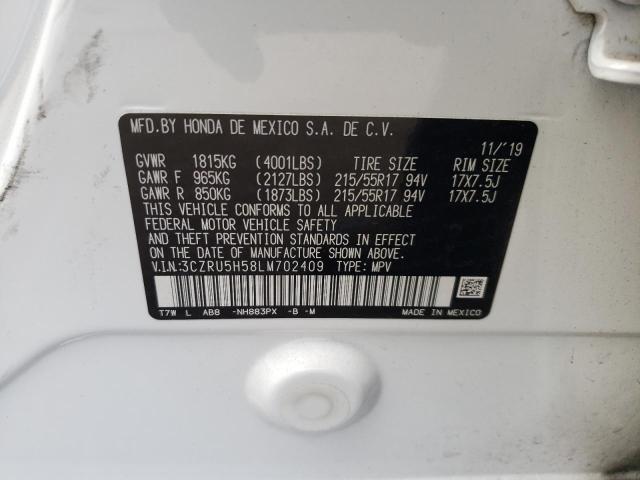 MFD.BY HONDA DE MEXICO S.A. DE C.V.
11/'19
GVWR 1815KG (4001LBS) TIRE SIZE RIM SIZE
GAWR F 965KG (2127LBS) 215/55R17 94V 17X7.5J
GAWR R 850KG (1873LBS) 215/55R17 94V 17X7.5J
THIS VEHICLE CONFORMS TO ALL APPLICABLE
FEDERAL MOTOR VEHICLE SAFETY
AND THEFT PREVENTION STANDARDS IN EFFECT
ON THE DATE OF MANUFACTURE SHOWN ABOVE.
V.I.N:3CZRU5H58LM702409 TYPE: MPV
T7W L AB8 -NH883PX -B -M MADE IN MEXICO